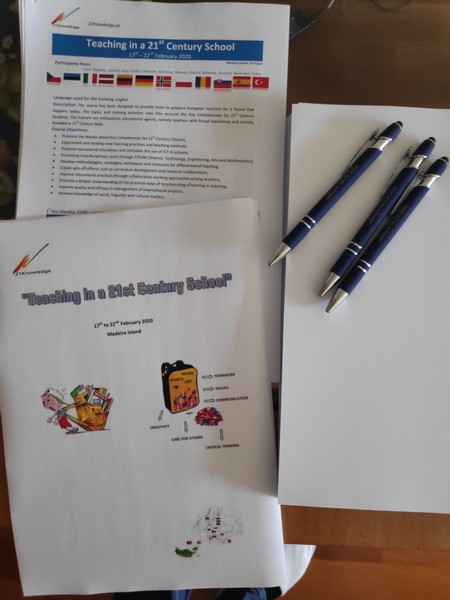 21Knowledge
21Knowledge.pt
Teaching in a 21st Century School
17th – 22nd February 2020
Participants from:
Language used for the training: English
Description: The course has been designed to provide tools to prepare European teachers for a future that
happens today. The topics and training activities take into account the Key Competences for 21st Century
Students. The trainers are enthusiastic educational agents, namely teachers with broad experience and actively
involved in 21st Century Skills.
Course Objectives:
Promote the debate about Key Competences for 21st Century Citizens;
Experiment and develop new learning practices and teaching methods;
Promote educational innovation and stimulate the use of ICT in schools;
Promoting interdisciplinary work through STEAM (Science, Technology, Engineering, Arts and Mathematics);
Develop methodologies, strategies, techniques and resources for differentiated teaching;
Create spin-off effects such as curriculum development and research collaboration;
Improve educational practices through collaborative working approaches among teachers;
Promote a deeper understanding of the practical ways of incorporating eTwinning in teaching;
Improve quality and efficacy in management of international projects;
Increase knowledge of social, linguistic and cultural matters;
21Knowledge
"Teaching in a 21st Century School"
17th to 22nd February 2020
Madeira Island
MUSIC
SPORTS
ART
TEAMWORK
VALUES
COMMUNICATION
CREATIVITY
CARE FOR OTHERS
CRITICAL THINKING